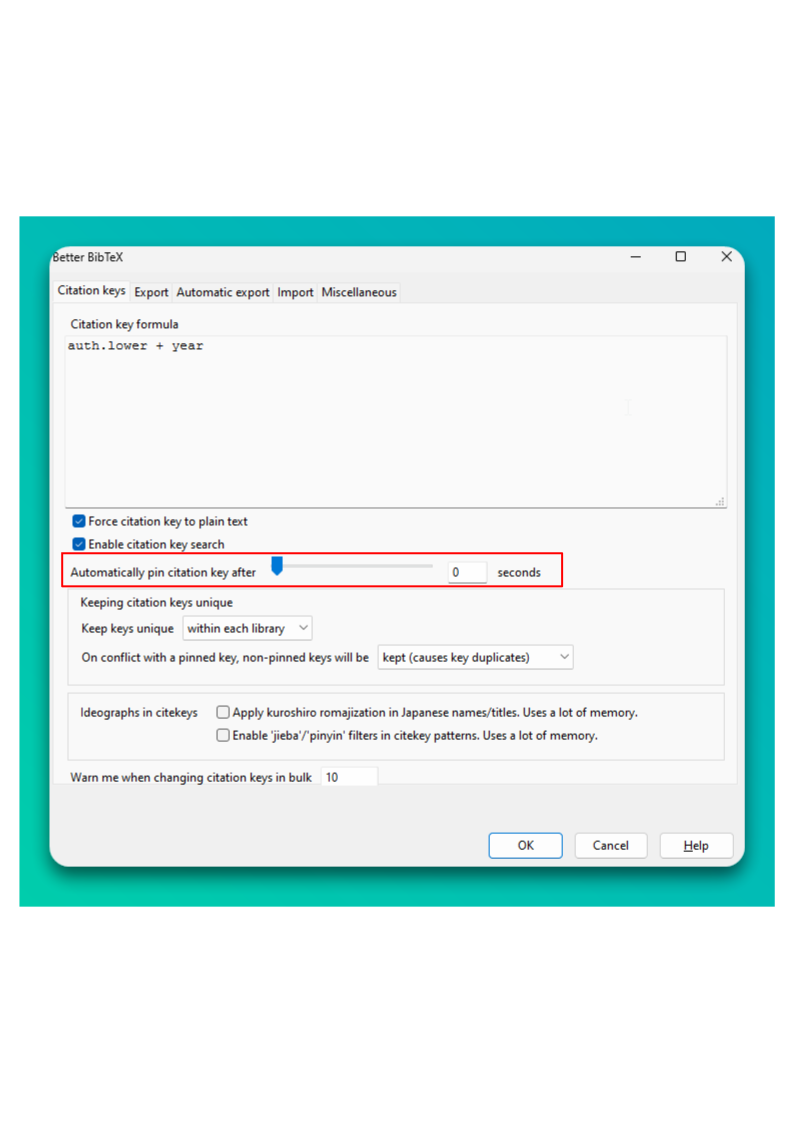 Better BibTeX
Citation keys Export Automatic export Import Miscellaneous
Citation key formula
auth.lower + year
Force citation key to plain text
Enable citation key search
Automatically pin citation key after 0 seconds
Keeping citation keys unique
Keep keys unique within each library
On conflict with a pinned key, non-pinned keys will be kept (causes key duplicates)
Ideographs in citekeys Apply kuroshiro romajization in Japanese names/titles. Uses a lot of memory.
Enable 'jieba'/'pinyin' filters in citekey patterns. Uses a lot of memory.
Warn me when changing citation keys in bulk 10
OK Cancel Help